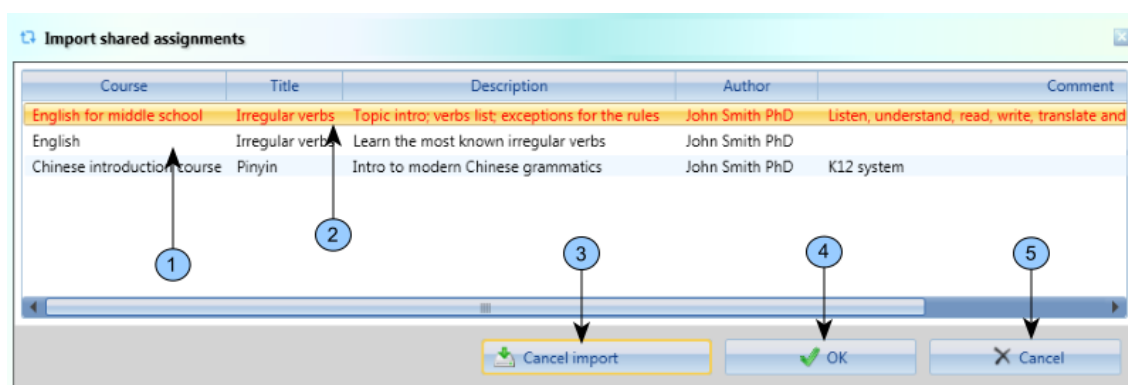 Import shared assignments
Course Title Description Author Comment
English for middle school Irregular verbs Topic intro; verbs list; exceptions for the rules John Smith PhD Listen, understand, read, write, translate and
English Irregular verbs Learn the most known irregular verbs John Smith PhD
Chinese introduction course Pinyin Intro to modern Chinese grammatics John Smith PhD K12 system
2
1
3
4
5
Cancel import OK Cancel